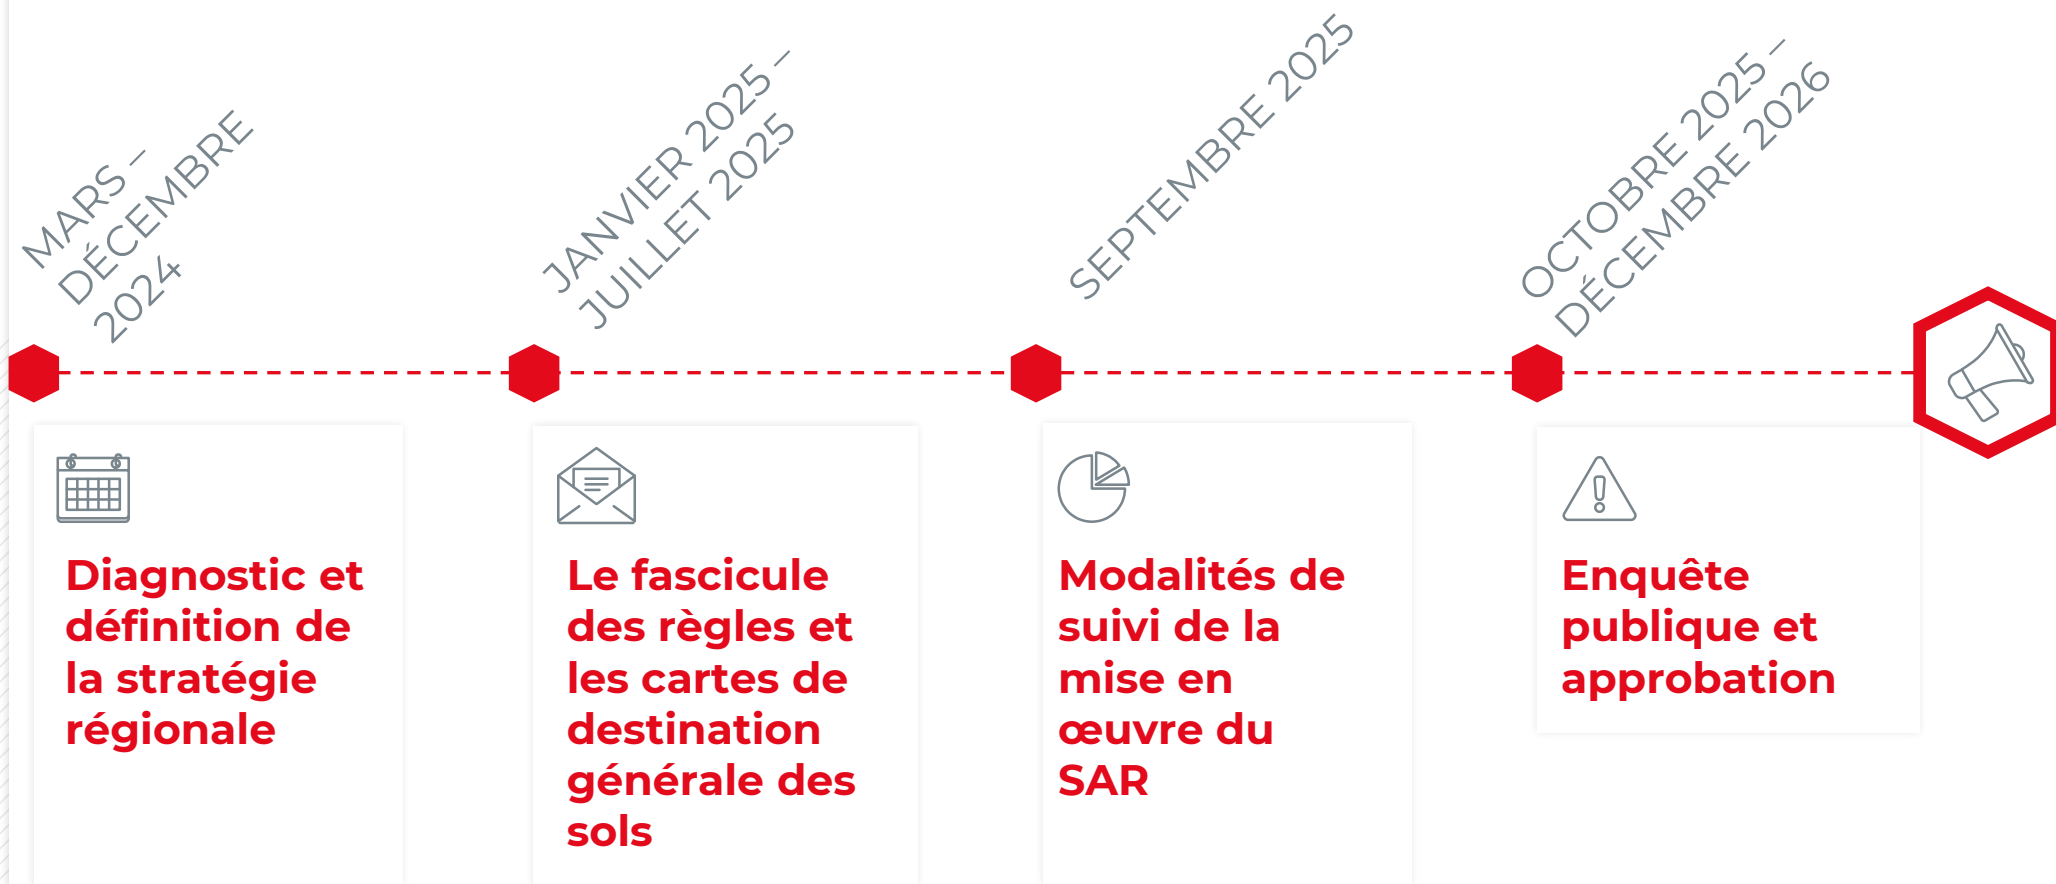 MARS –
DÉCEMBRE
2024
JANVIER 2025 –
JUILLET 2025
SEPTEMBRE 2025
OCTOBRE 2025 –
DÉCEMBRE 2026
Diagnostic et
définition de
la stratégie
régionale
Le fascicule
des règles et
les cartes de
destination
générale des
sols
Modalités de
suivi de la
mise en
œuvre du
SAR
Enquête
publique et
approbation